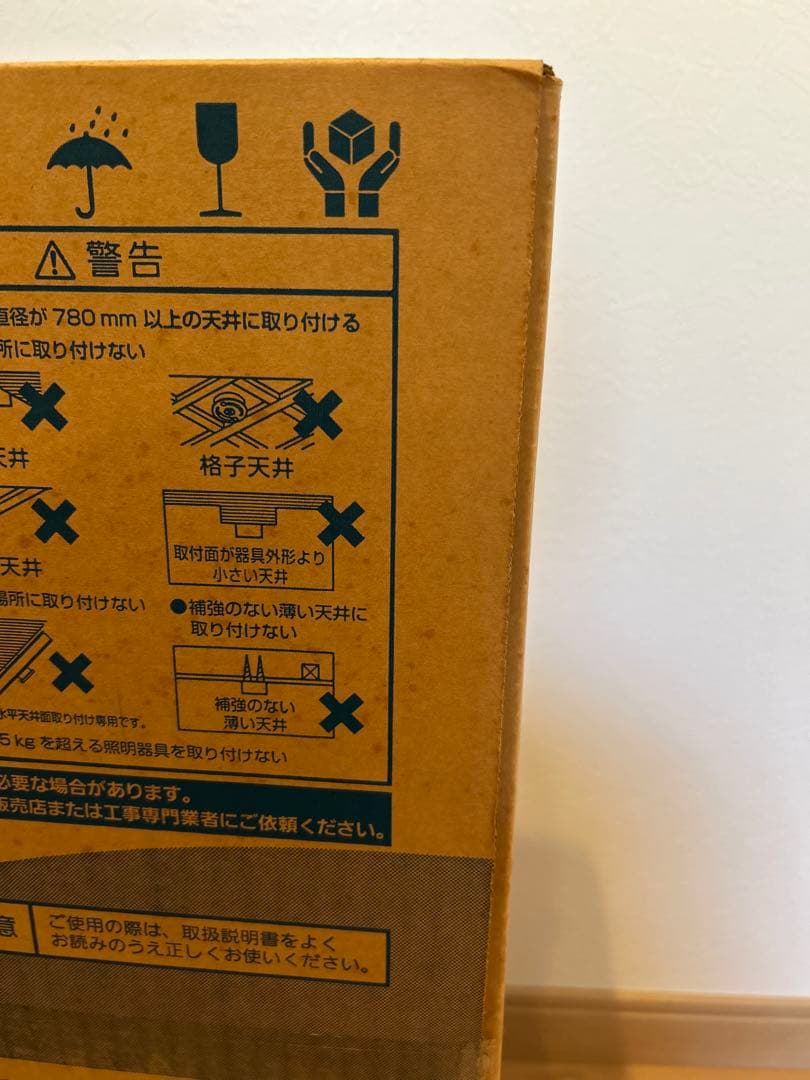 警告
直径が 780 mm 以上の天井に取り付ける
所に取り付けない
天井
格子天井
天井
取付面が器具外形より
小さい天井
場所に取り付けない
●補強のない薄い天井に
取り付けない
補強のない
薄い天井
水平天井面取り付け専用です。
5 kg を超える照明器具を取り付けない
必要な場合があります。
販売店または工事専門業者にご依頼ください。
意
ご使用の際は、取扱説明書をよく
お読みのうえ正しくお使いください。